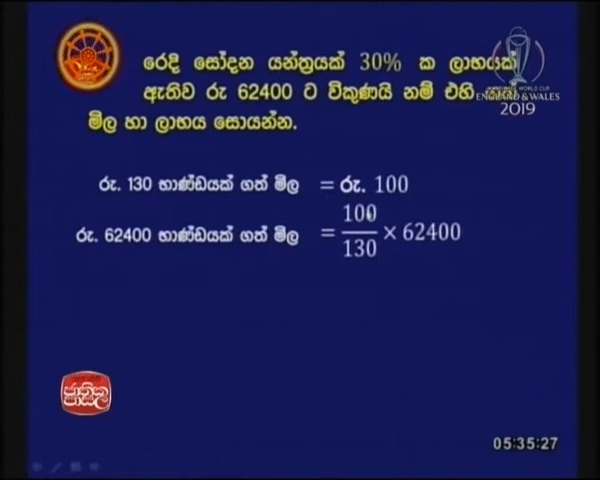 රෙදි සෝදන යන්ත්‍රයක් 30% ක ලාභයක්
ඇතිව රු 62400 ට විකුණයි නම් එහි
මිල හා ලාභය සොයන්න.
ENGLAND & WALES
2019
රු. 130 භාණ්ඩයක් ගත් මිල = රු. 100
රු. 62400 භාණ්ඩයක් ගත් මිල = 100/130 × 62400
ජාතික
පාසල
05:35:27